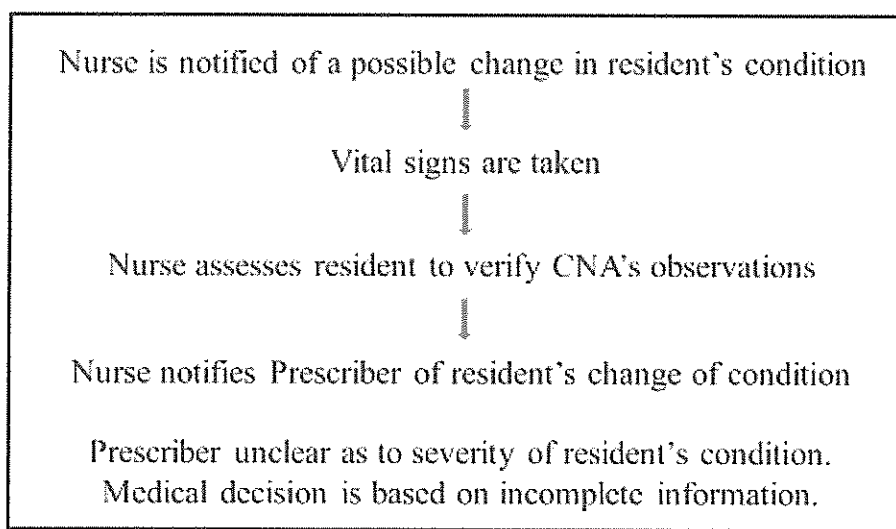 Nurse is notified of a possible change in resident's condition
Vital signs are taken
Nurse assesses resident to verify CNA's observations
Nurse notifies Prescriber of resident's change of condition
Prescriber unclear as to severity of resident's condition.
Medical decision is based on incomplete information.